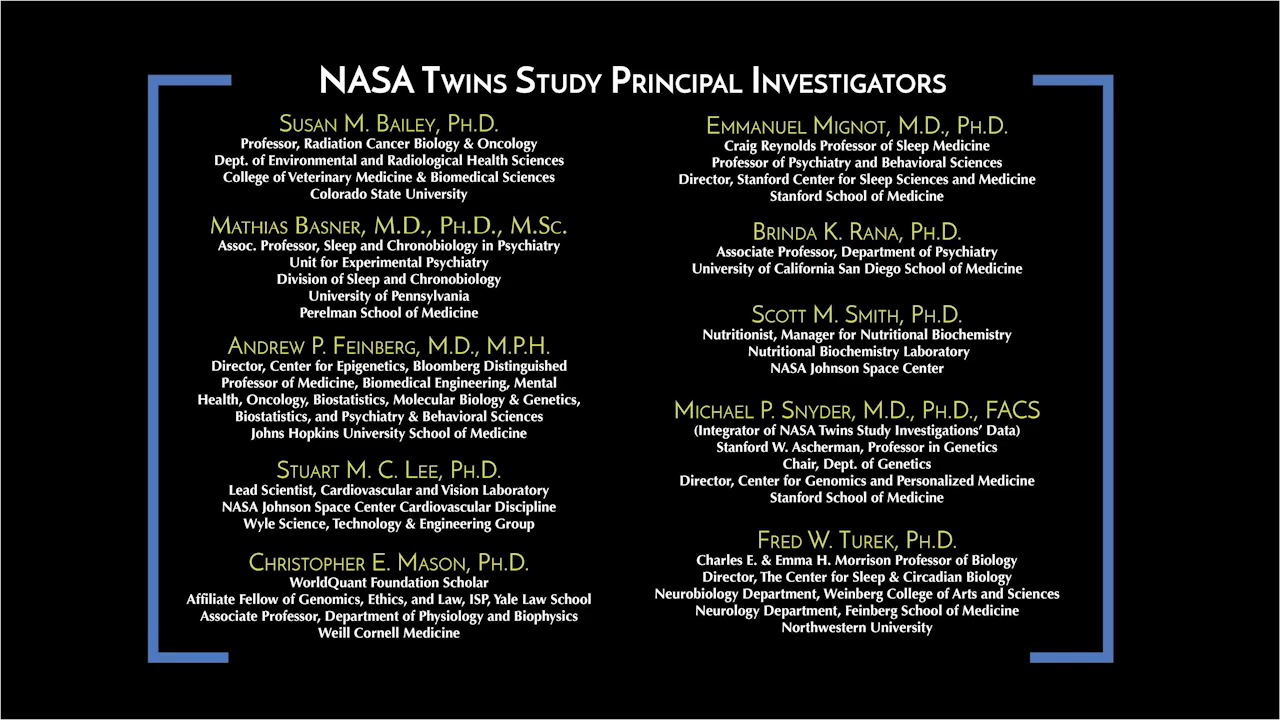 NASA TWINS STUDY PRINCIPAL INVESTIGATORS
SUSAN M. BAILEY, PH.D.
Professor, Radiation Cancer Biology & Oncology
Dept. of Environmental and Radiological Health Sciences
College of Veterinary Medicine & Biomedical Sciences
Colorado State University
MATHIAS BASNER, M.D., PH.D., M.SC.
Assoc. Professor, Sleep and Chronobiology in Psychiatry
Unit for Experimental Psychiatry
Division of Sleep and Chronobiology
University of Pennsylvania
Perelman School of Medicine
ANDREW P. FEINBERG, M.D., M.P.H.
Director, Center for Epigenetics, Bloomberg Distinguished
Professor of Medicine, Biomedical Engineering, Mental
Health, Oncology, Biostatistics, Molecular Biology & Genetics,
Biostatistics, and Psychiatry & Behavioral Sciences
Johns Hopkins University School of Medicine
STUART M. C. LEE, PH.D.
Lead Scientist, Cardiovascular and Vision Laboratory
NASA Johnson Space Center Cardiovascular Discipline
Wyle Science, Technology & Engineering Group
CHRISTOPHER E. MASON, PH.D.
WorldQuant Foundation Scholar
Affiliate Fellow of Genomics, Ethics, and Law, ISP, Yale Law School
Associate Professor, Department of Physiology and Biophysics
Weill Cornell Medicine
EMMANUEL MIGNOT, M.D., PH.D.
Craig Reynolds Professor of Sleep Medicine
Professor of Psychiatry and Behavioral Sciences
Director, Stanford Center for Sleep Sciences and Medicine
Stanford School of Medicine
BRINDA K. RANA, PH.D.
Associate Professor, Department of Psychiatry
University of California San Diego School of Medicine
SCOTT M. SMITH, PH.D.
Nutritionist, Manager for Nutritional Biochemistry
Nutritional Biochemistry Laboratory
NASA Johnson Space Center
MICHAEL P. SNYDER, M.D., PH.D., FACS
(Integrator of NASA Twins Study Investigations' Data)
Stanford W. Ascherman, Professor in Genetics
Chair, Dept. of Genetics
Director, Center for Genomics and Personalized Medicine
Stanford School of Medicine
FRED W. TUREK, PH.D.
Charles E. & Emma H. Morrison Professor of Biology
Director, The Center for Sleep & Circadian Biology
Neurobiology Department, Weinberg College of Arts and Sciences
Neurology Department, Feinberg School of Medicine
Northwestern University